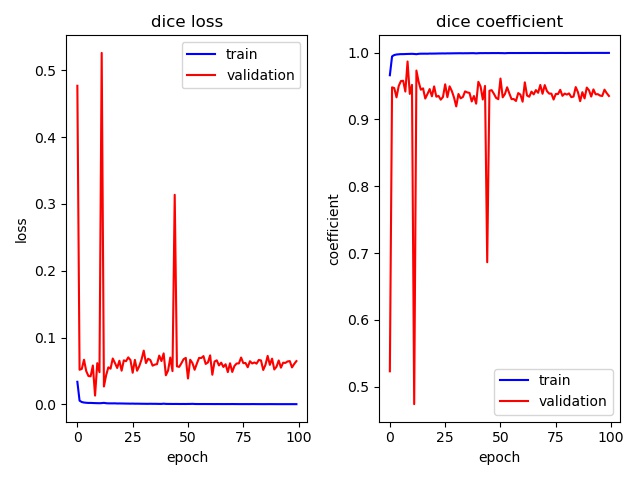 dice loss
train
validation
0.5
0.4
0.3
0.2
0.1
0.0
loss
0 25 50 75 100
epoch
dice coefficient
1.0
0.9
0.8
0.7
0.6
0.5
coefficient
train
validation
0 25 50 75 100
epoch